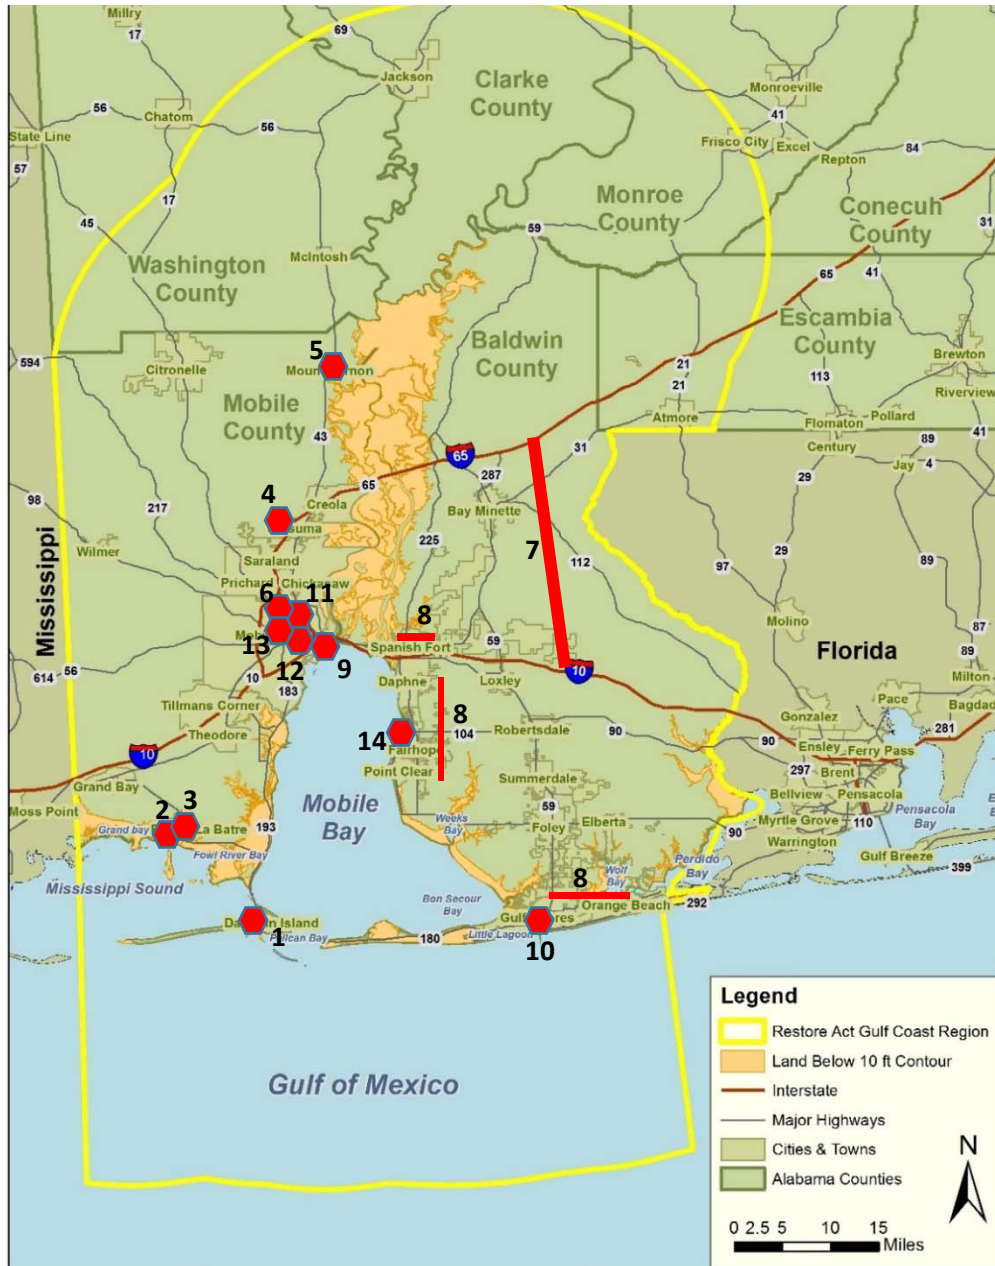 Millry
17
69
Jackson
Clarke
County
Monroeville
56
Chatom
56
41
State Line
Frisco City
Excel
57
Repton
84
17
Monroe
County
Conecuh
County
31
45
59
McIntosh
Washington
County
65
41
Escambia
County
594
5
Baldwin
County
Citronelle
Brewton
21
113
Riverview
Mobile
County
21
Atmore
Pollard
Flomaton
41
43
Century
89
31
65
Jay
4
287
65
29
98
4
Creola
217
Bay Minette
Wilmer
225
7
112
Saraland
97
29
89
Prichard
Chickasaw
6
11
Molino
8
87
Mississippi
13
59
Spanish Fort
Florida
89
12
9
56
614
10
10
Milton
183
Daphne
Loxley
Pace
Bagdad
Tillmans Corner
8
Gonzalez
281
Theodore
14
104
Robertsdale
90
90
Ensley
Ferry Pass
10
Fairhope
Point Clear
297
Brent
Grand Bay
Summerdale
Bellview
Pensacola
Moss Point
Mobile
Bay
59
Myrtle Grove
110
Pensacola
Bay
2
3
La Batre
193
Weeks
Bay
Foley
Elberta
90
Grand bay
Warrington
Fowl River Bay
Wolf
Bay
Perdido
Bay
Gulf Breeze
399
Mississippi Sound
8
Bon Secour
Bay
Orange Beach
292
Island
1
Pelican Bay
180
Little Lagoon
10
Gulf of Mexico
Legend
Restore Act Gulf Coast Region
Land Below 10 ft Contour
Interstate
Major Highways
Cities & Towns
Alabama Counties
N
0 2.5 5 10 15
Miles